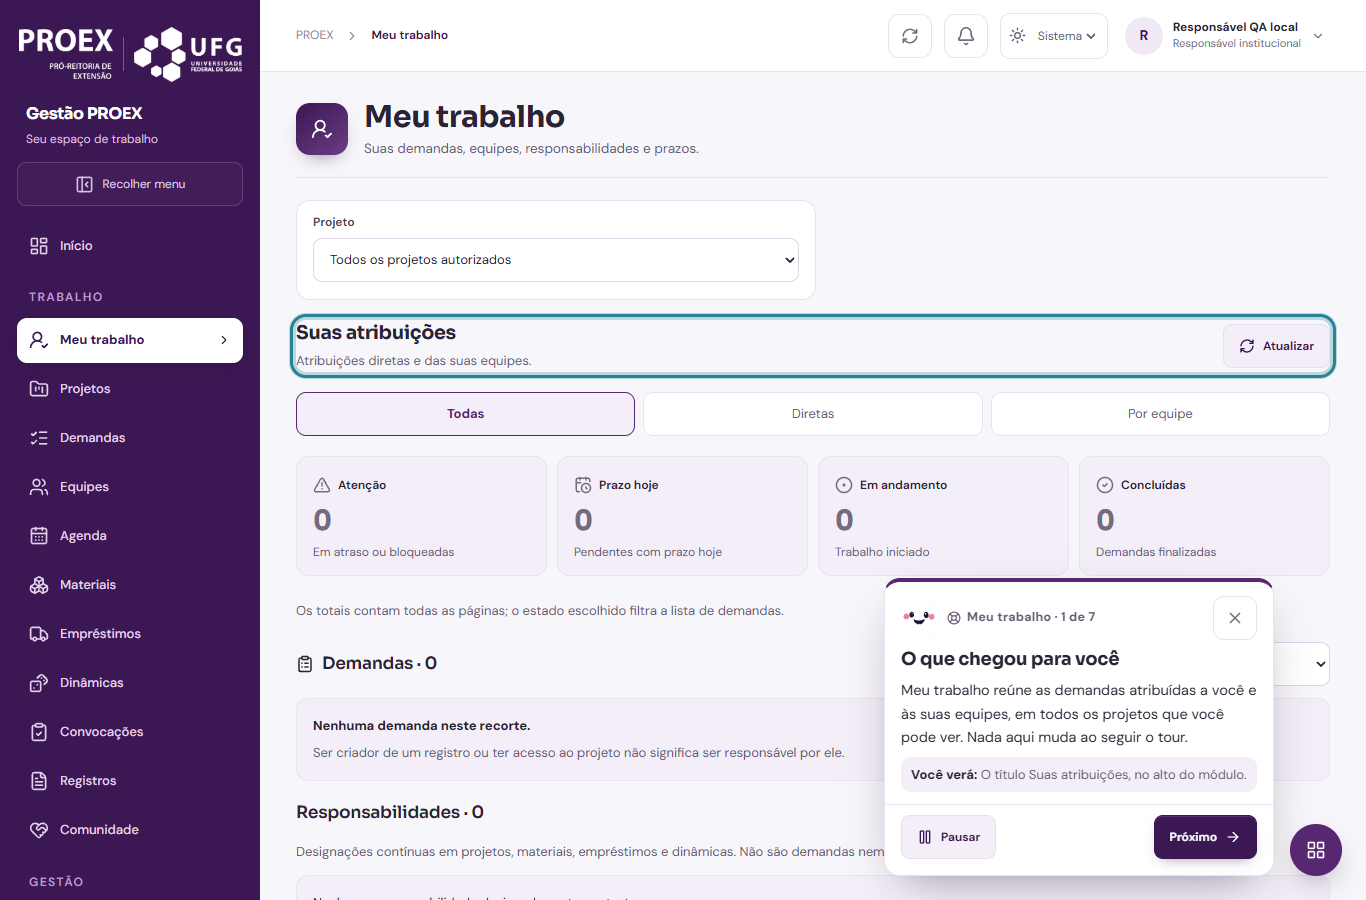 PROEX
PRÓ-REITORIA DE
EXTENSÃO
UFG
UNIVERSIDADE
FEDERAL DE GOIÁS
Gestão PROEX
Seu espaço de trabalho
Recolher menu
Início
TRABALHO
Meu trabalho
Projetos
Demandas
Equipes
Agenda
Materiais
Empréstimos
Dinâmicas
Convocações
Registros
Comunidade
GESTÃO
PROEX > Meu trabalho
Sistema
R
Responsável QA local
Responsável institucional
Meu trabalho
Suas demandas, equipes, responsabilidades e prazos.
Projeto
Todos os projetos autorizados
Suas atribuições
Atribuições diretas e das suas equipes.
Atualizar
Todas
Diretas
Por equipe
Atenção
0
Em atraso ou bloqueadas
Prazo hoje
0
Pendentes com prazo hoje
Em andamento
0
Trabalho iniciado
Concluídas
0
Demandas finalizadas
Os totais contam todas as páginas; o estado escolhido filtra a lista de demandas.
Demandas · 0
Nenhuma demanda neste recorte.
Ser criador de um registro ou ter acesso ao projeto não significa ser responsável por ele.
Responsabilidades · 0
Designações contínuas em projetos, materiais, empréstimos e dinâmicas. Não são demandas nem
Meu trabalho · 1 de 7
O que chegou para você
Meu trabalho reúne as demandas atribuídas a você e
às suas equipes, em todos os projetos que você
pode ver. Nada aqui muda ao seguir o tour.
Você verá: O título Suas atribuições, no alto do módulo.
Pausar
Próximo